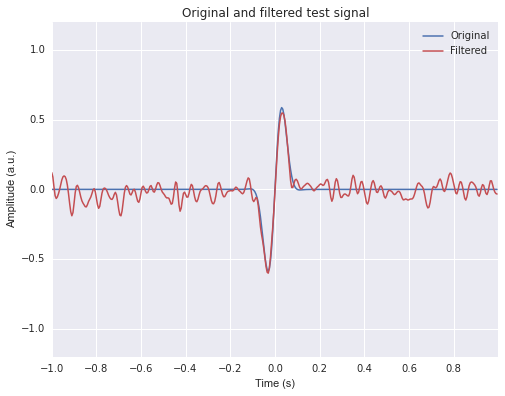 Original and filtered test signal
Original
Filtered
1.0
0.5
0.0
−0.5
−1.0
Amplitude (a.u.)
−1.0 −0.8 −0.6 −0.4 −0.2 0.0 0.2 0.4 0.6 0.8
Time (s)